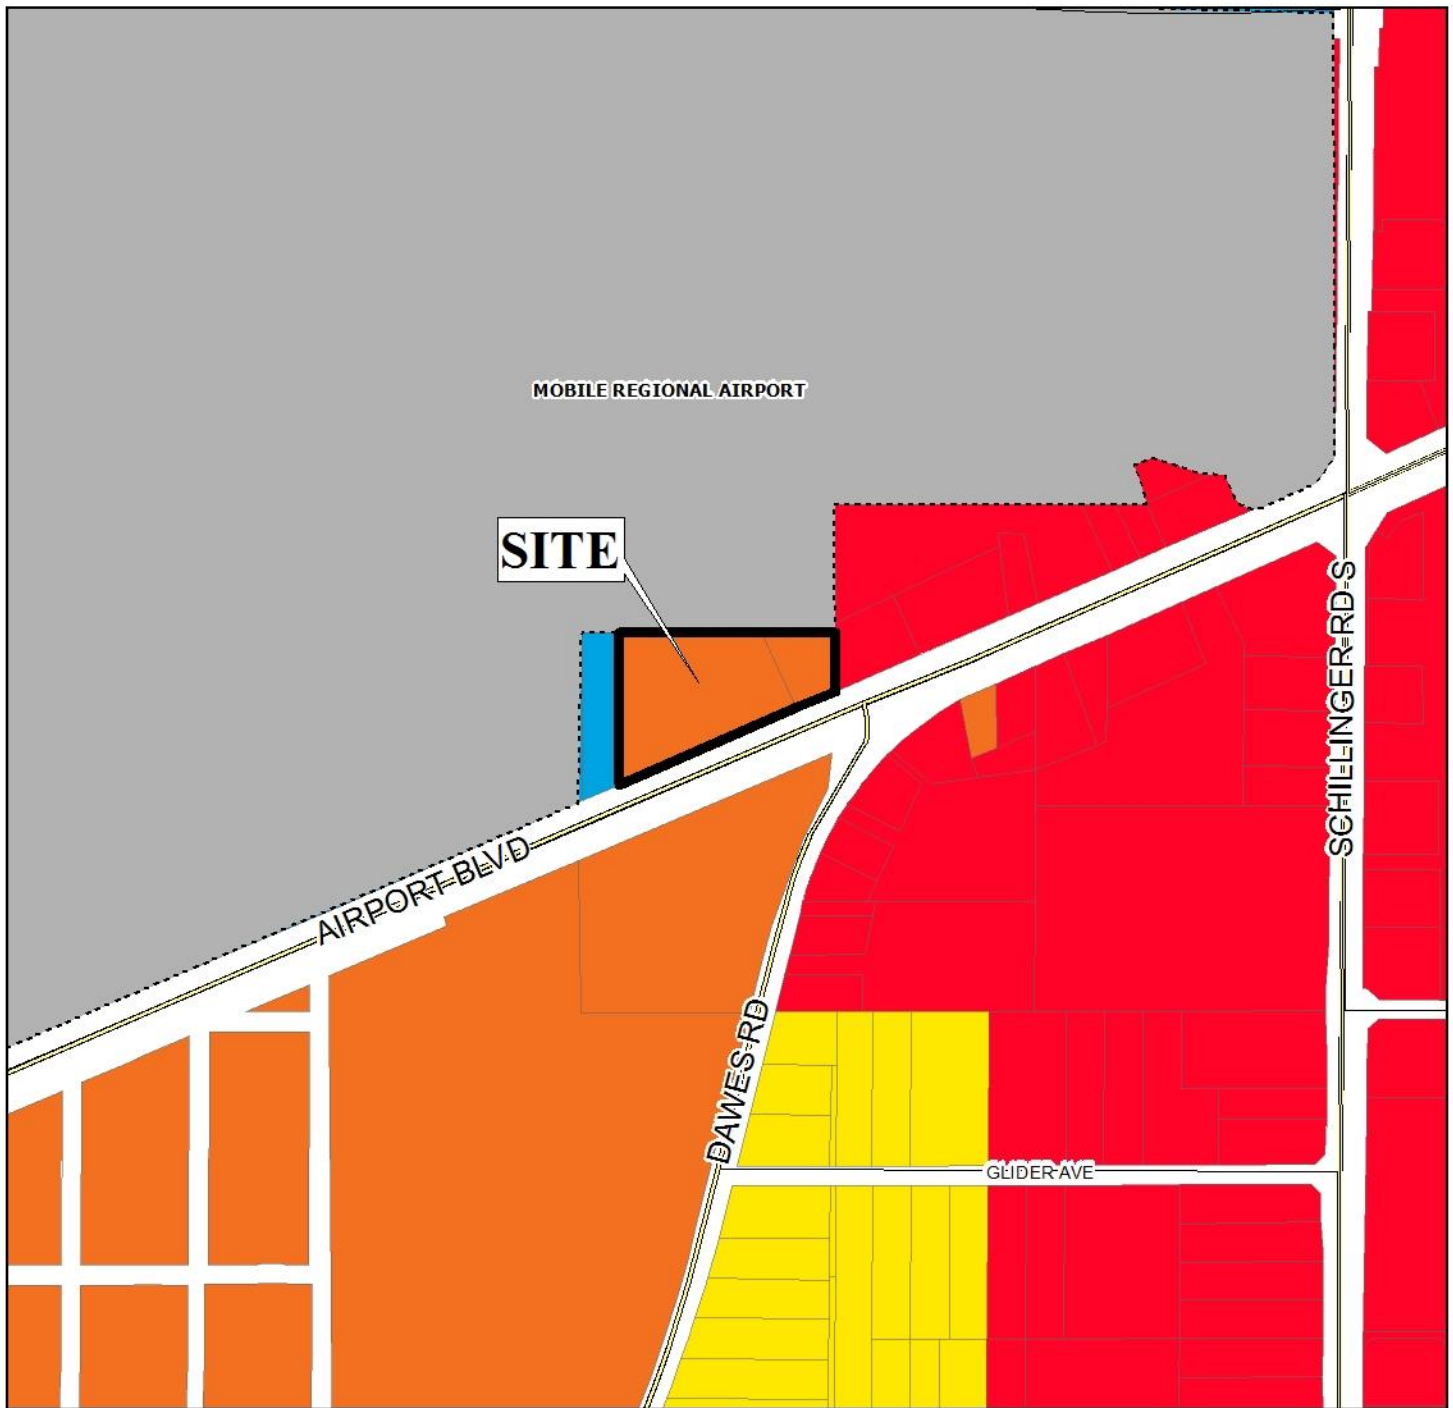 MOBILE REGIONAL AIRPORT
SITE
SCHILLINGER RD S
AIRPORT BLVD
DAWES RD
GLIDER AVE